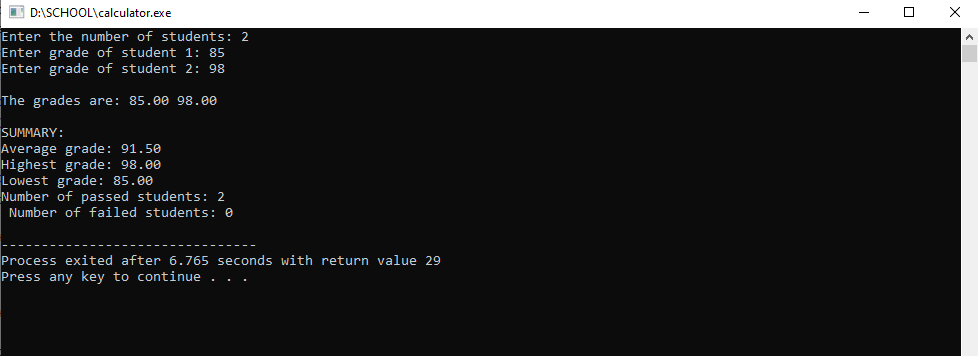 D:\SCHOOL\calculator.exe
Enter the number of students: 2
Enter grade of student 1: 85
Enter grade of student 2: 98
The grades are: 85.00 98.00
SUMMARY:
Average grade: 91.50
Highest grade: 98.00
Lowest grade: 85.00
Number of passed students: 2
 Number of failed students: 0
--------------------------------
Process exited after 6.765 seconds with return value 29
Press any key to continue . . .